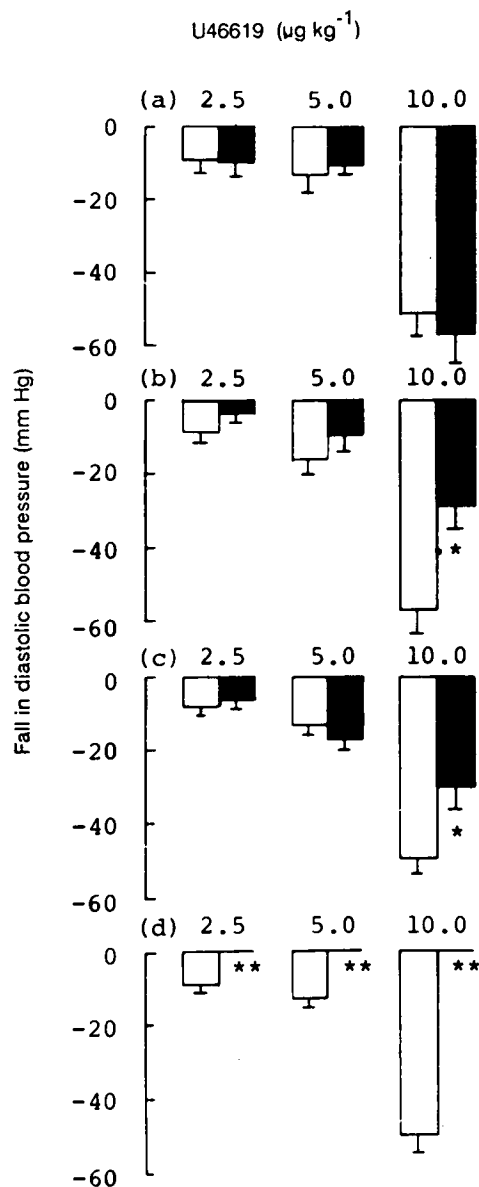 U46619 (µg kg⁻¹)
(a) 2.5 5.0 10.0
0
-20
-40
-60
(b) 2.5 5.0 10.0
0
-20
*
-40
-60
(c) 2.5 5.0 10.0
0
-20
-40
*
-60
(d) 2.5 5.0 10.0
0
** ** **
-20
-40
-60
Fall in diastolic blood pressure (mm Hg)